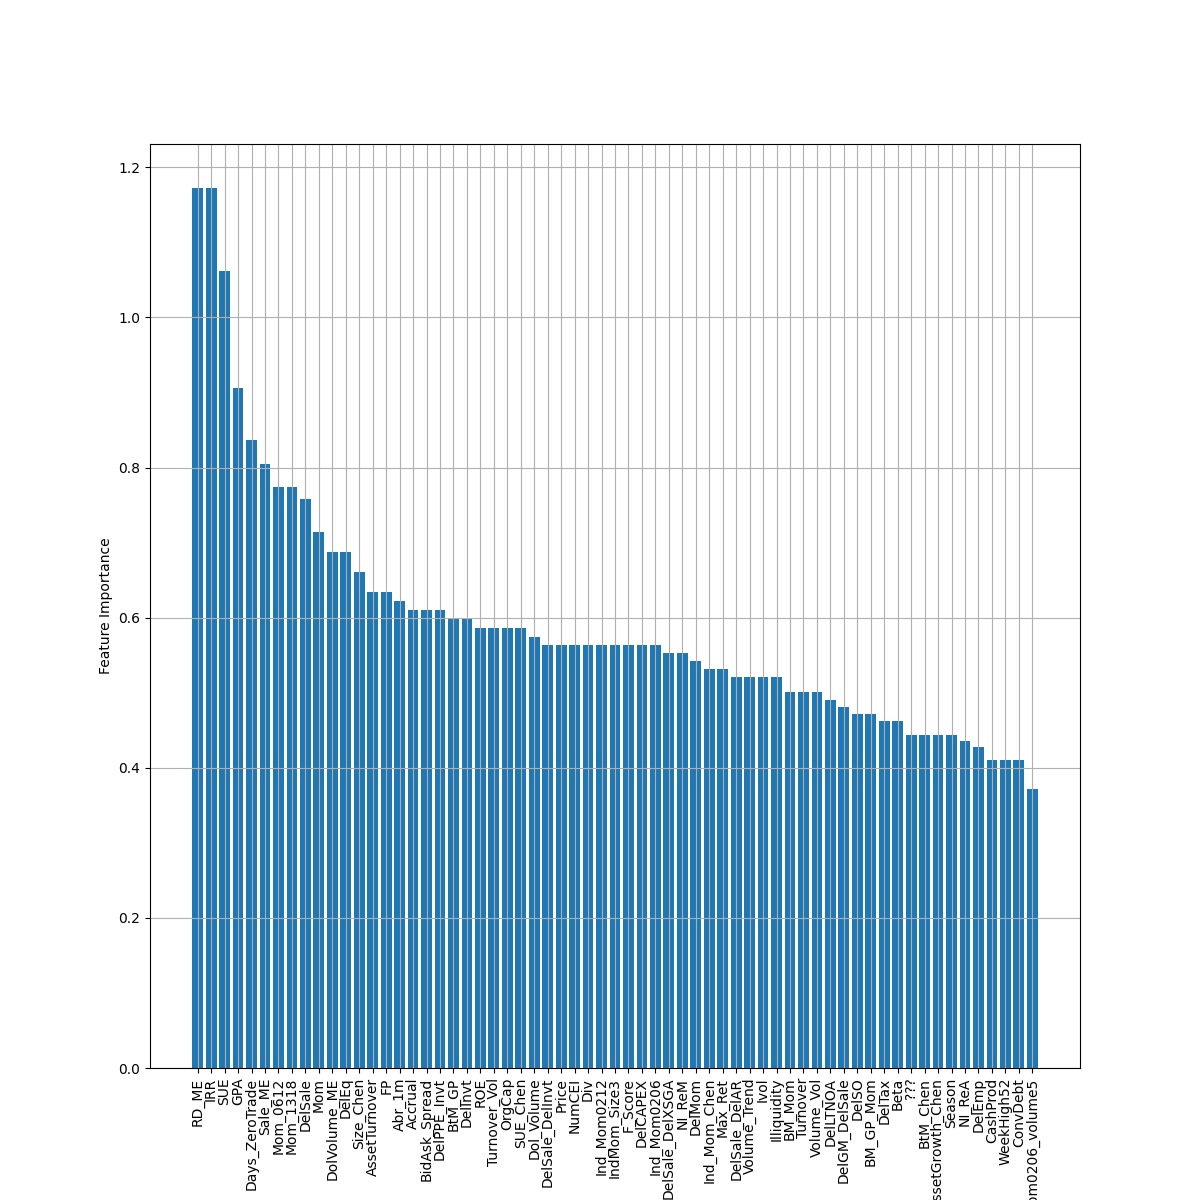 1.2
1.0
0.8
0.6
0.4
0.2
0.0
Feature Importance
RD_ME
IRR
SUE
GPA
Days_ZeroTrade
Sale_ME
Mom_0612
Mom_1318
DelSale
Mom
DolVolume_ME
DelEq
Size_Chen
AssetTurnover
FP
Abr_1m
Accrual
BidAsk_Spread
DelPPE_Invt
BtM_GP
DelInvt
ROE
Turnover_Vol
OrgCap
SUE_Chen
Dol_Volume
DelSale_DelInvt
Price
NumCEI
Div
Ind_Mom0212
IndMom_Size3
F_Score
DelCAPEX
Ind_Mom0206
DelSale_DelXSGA
NI_ReM
DelMom
Ind_Mom_Chen
Max_Ret
DelSale_DelAR
Volume_Trend
Ivol
Illiquidity
BM_Mom
Turnover
Volume_Vol
DelLTNOA
DelGM_DelSale
DelSO
BM_GP_Mom
DelTax
Beta
???
BtM_Chen
ssetGrowth_Chen
Season
NI_ReA
DelEmp
CashProd
WeekHigh52
ConvDebt
om0206_volume5